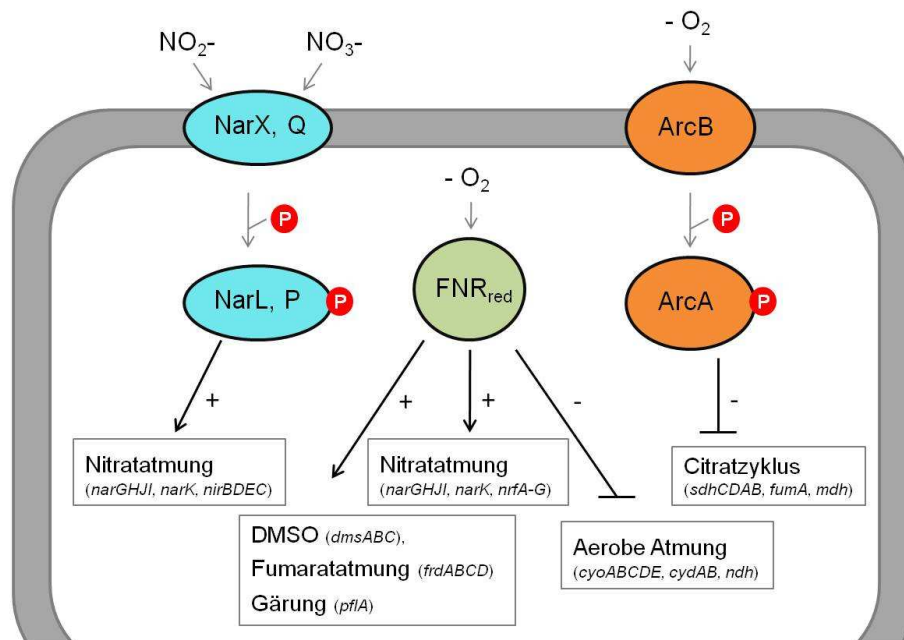 NO₂- NO₃- - O₂
NarX, Q ArcB
P P
- O₂
NarL, P P FNRred ArcA P
+ + + - -
Nitratatmung
(narGHJI, narK, nirBDEC)
Nitratatmung
(narGHJI, narK, nrfA-G)
Citratzyklus
(sdhCDAB, fumA, mdh)
DMSO (dmsABC),
Fumaratatmung (frdABCD)
Gärung (pflA)
Aerobe Atmung
(cyoABCDE, cydAB, ndh)